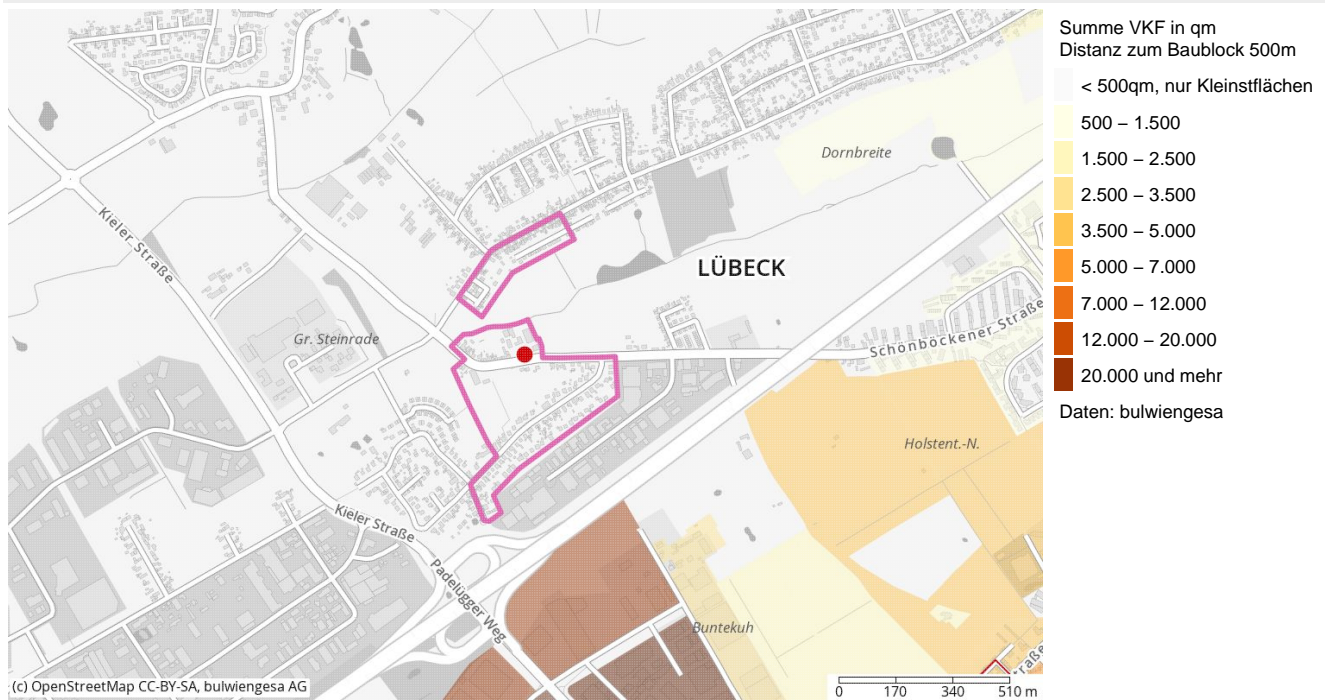 Summe VKF in qm
Distanz zum Baublock 500m
< 500qm, nur Kleinstflächen
500 – 1.500
1.500 – 2.500
2.500 – 3.500
3.500 – 5.000
5.000 – 7.000
7.000 – 12.000
12.000 – 20.000
20.000 und mehr
Daten: bulwiengesa
Dornbreite
Kieler Straße
LÜBECK
Gr. Steinrade
Schönböckener Straße
Holstent.-N.
Kieler Straße
Padelügger Weg
Buntekuh
raße
(c) OpenStreetMap CC-BY-SA, bulwiengesa AG
0 170 340 510 m